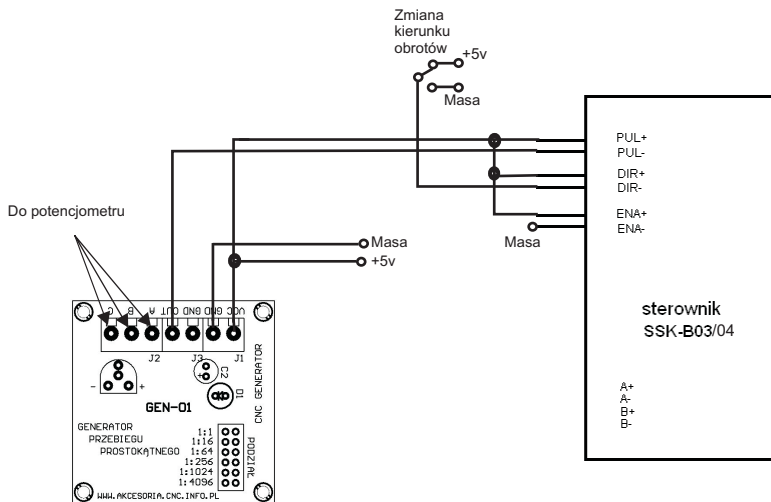 Zmiana
kierunku
obrotów
+5v
Masa
PUL+
PUL-
DIR+
DIR-
ENA+
ENA-
Masa
Do potencjometru
Masa
+5v
sterownik
SSK-B03/04
A+
A-
B+
B-
C B A OUT GND GND VCC
J2 J3 J1
- +
+
C2
D1
GEN-01
CNC GENERATOR
GENERATOR
PRZEBIEGU
PROSTOKĄTNEGO
1:1
1:16
1:64
1:256
1:1024
1:4096
PODZIAŁ
WWW.AKCESORIA.CNC.INFO.PL